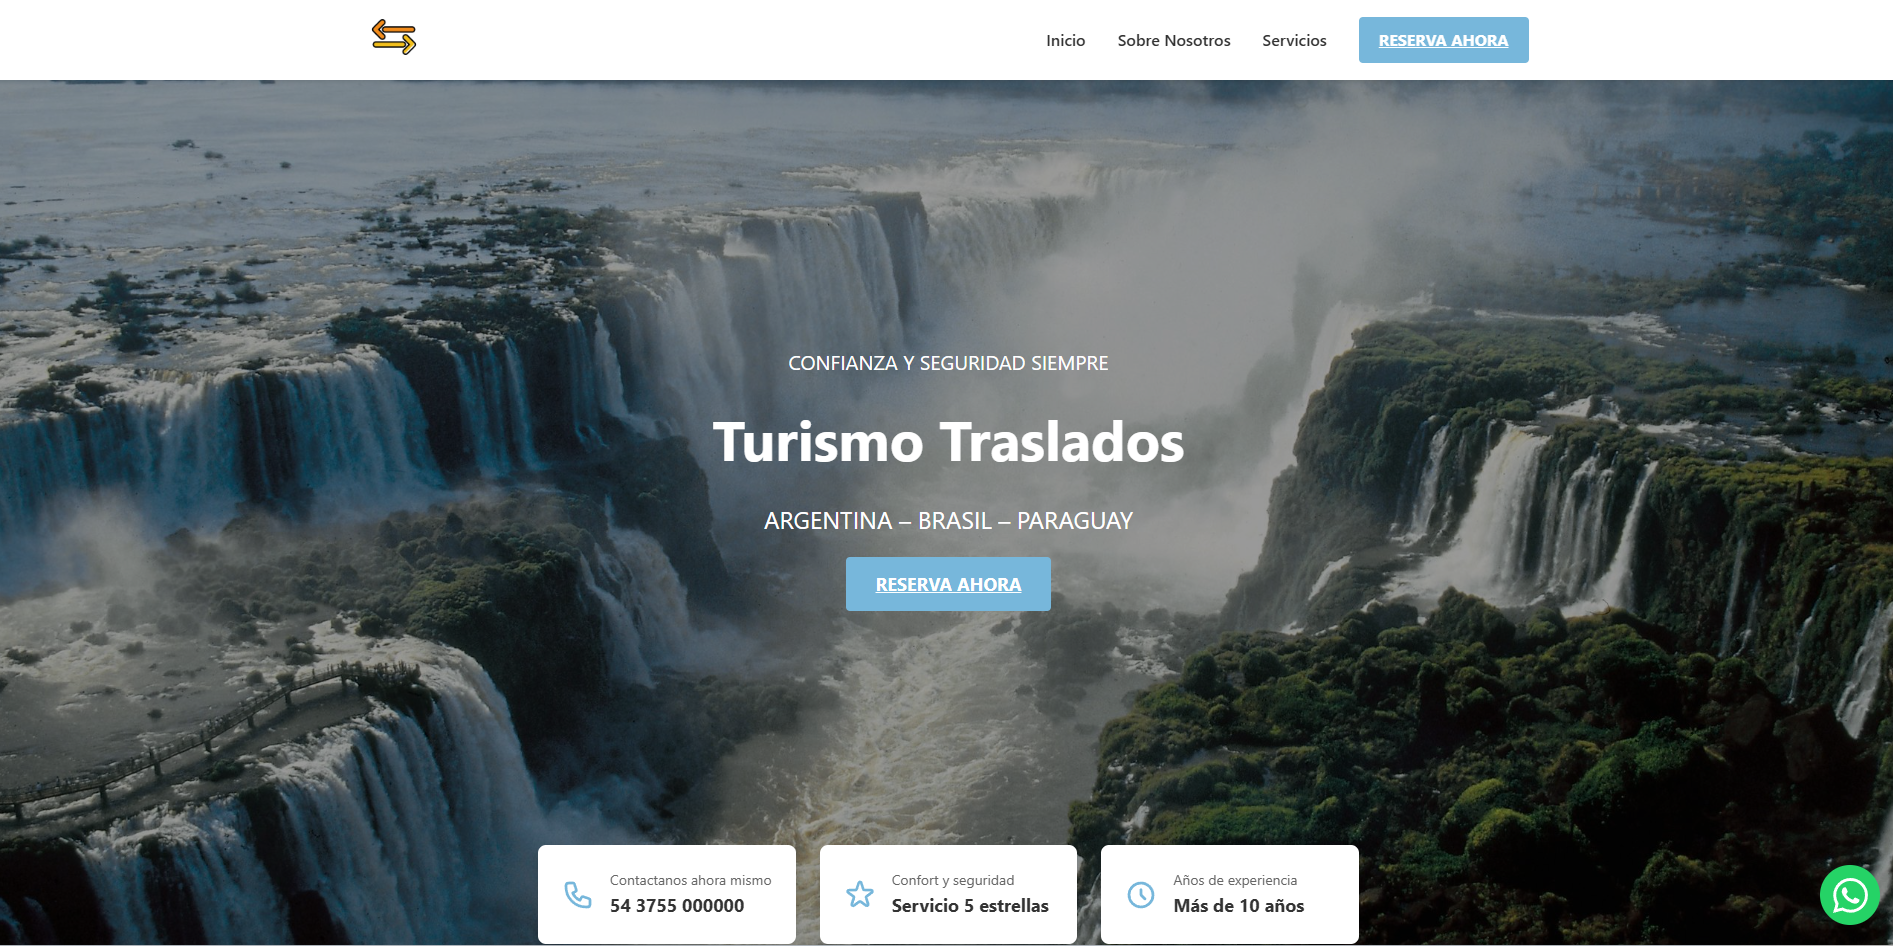 Inicio
Sobre Nosotros
Servicios
RESERVA AHORA
CONFIANZA Y SEGURIDAD SIEMPRE
Turismo Traslados
ARGENTINA – BRASIL – PARAGUAY
RESERVA AHORA
Contactanos ahora mismo
54 3755 000000
Confort y seguridad
Servicio 5 estrellas
Años de experiencia
Más de 10 años